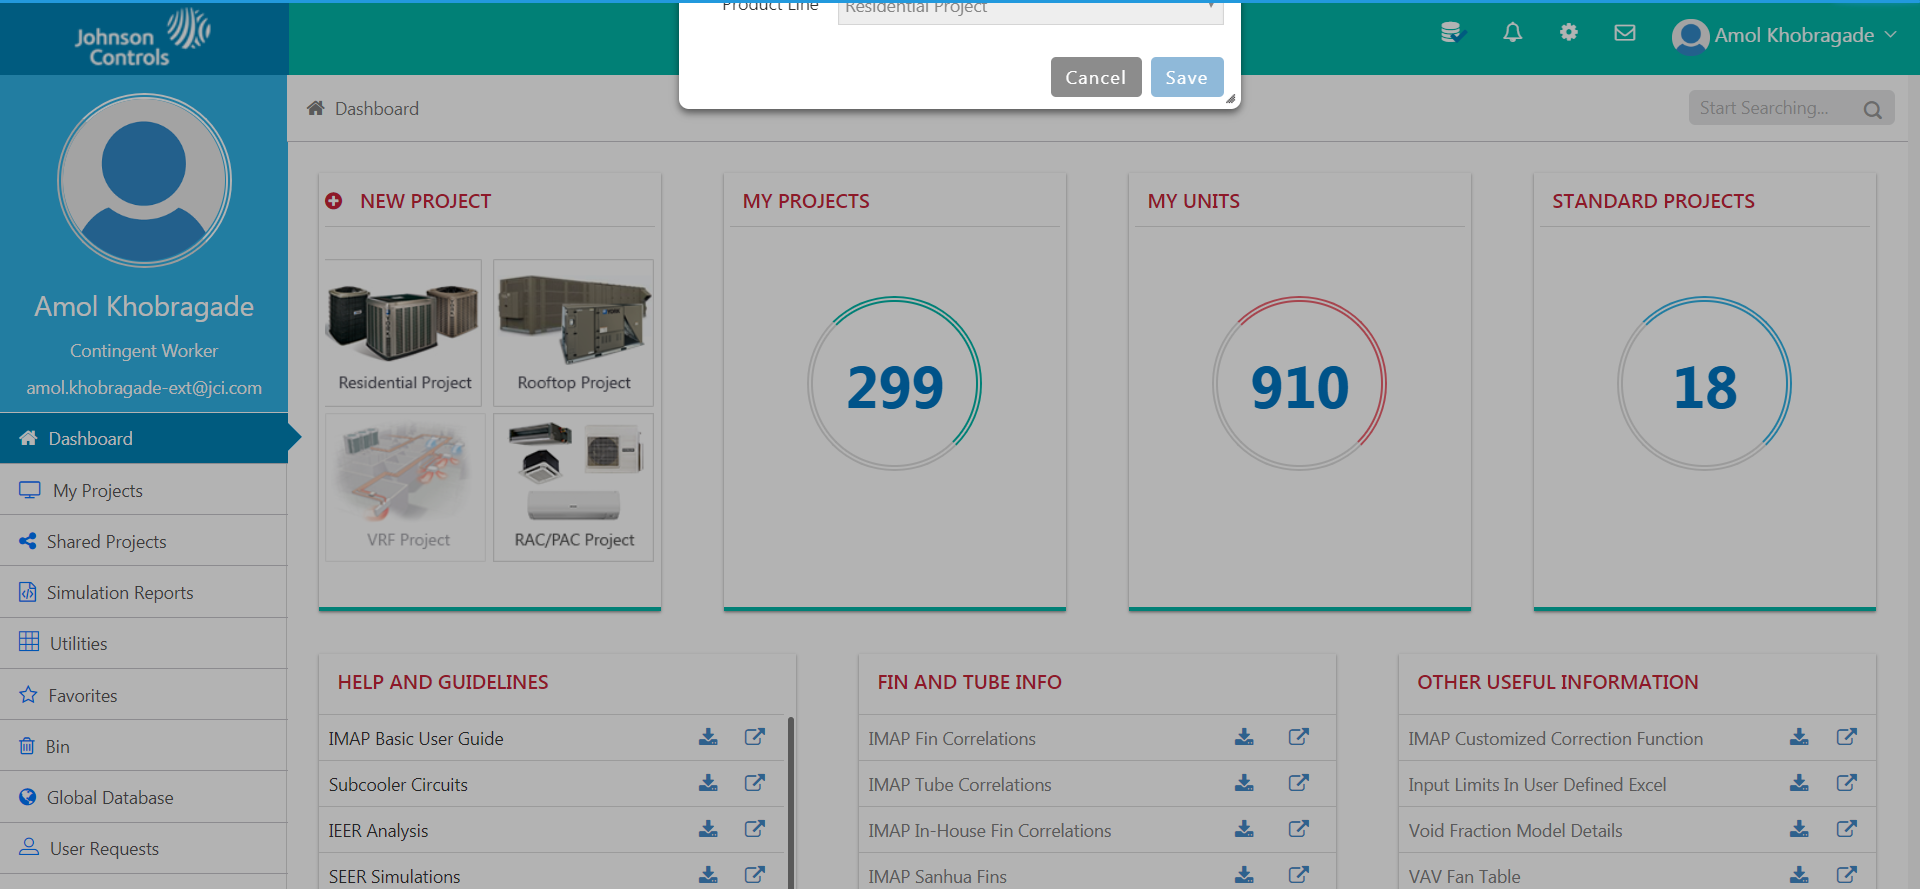 Product Line
Residential Project
Johnson
Controls
Cancel
Save
Amol Khobragade
Dashboard
Start Searching...
Amol Khobragade
Contingent Worker
amol.khobragade-ext@jci.com
Dashboard
My Projects
Shared Projects
Simulation Reports
Utilities
Favorites
Bin
Global Database
User Requests
NEW PROJECT
Residential Project
Rooftop Project
VRF Project
RAC/PAC Project
MY PROJECTS
299
MY UNITS
910
STANDARD PROJECTS
18
HELP AND GUIDELINES
IMAP Basic User Guide
Subcooler Circuits
IEER Analysis
SEER Simulations
FIN AND TUBE INFO
IMAP Fin Correlations
IMAP Tube Correlations
IMAP In-House Fin Correlations
IMAP Sanhua Fins
OTHER USEFUL INFORMATION
IMAP Customized Correction Function
Input Limits In User Defined Excel
Void Fraction Model Details
VAV Fan Table